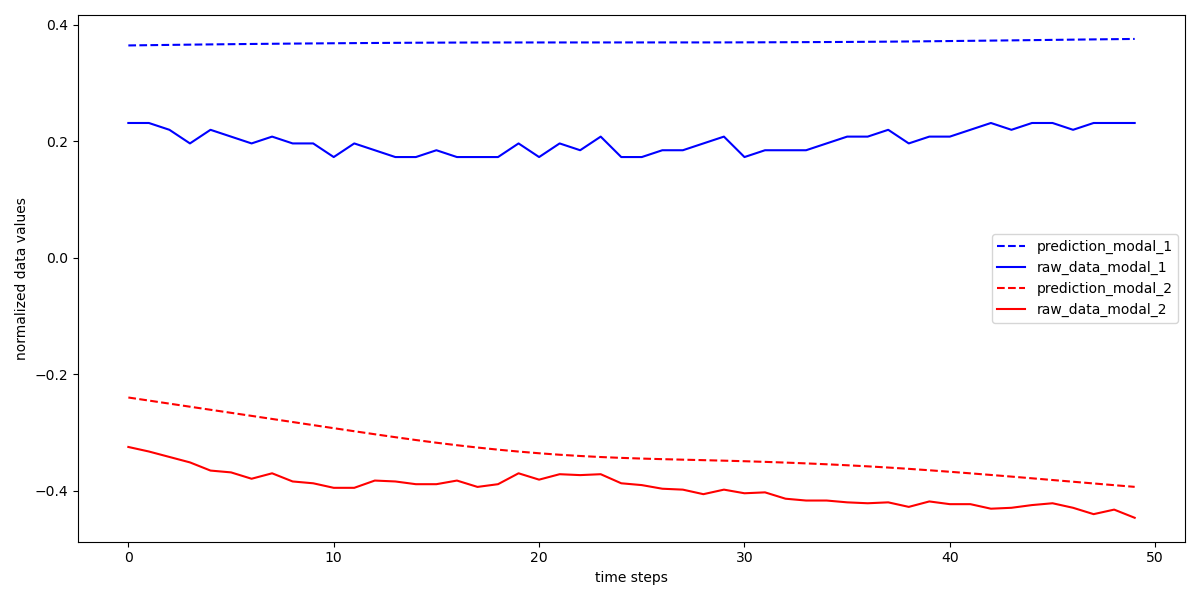 0.4
0.2
0.0
−0.2
−0.4
normalized data values
prediction_modal_1
raw_data_modal_1
prediction_modal_2
raw_data_modal_2
0 10 20 30 40 50
time steps